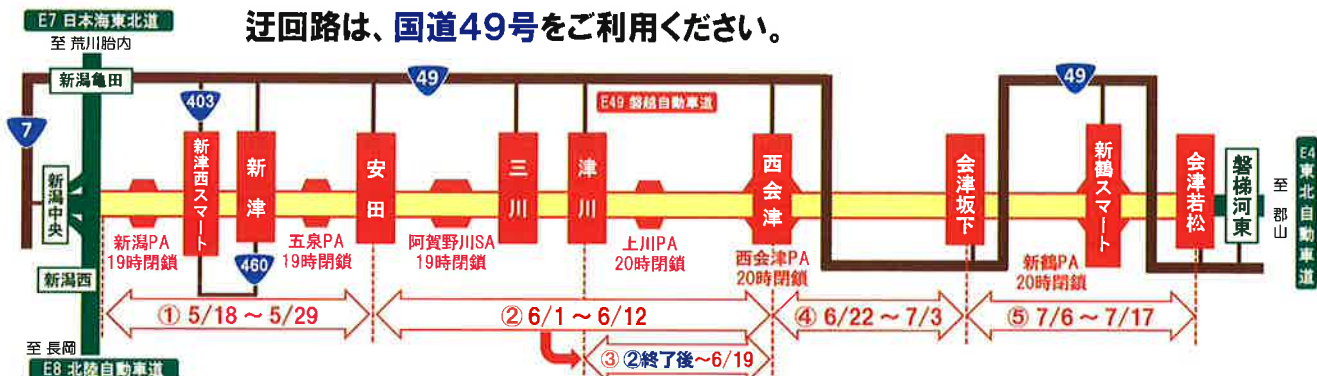 E7 日本海東北道
至 荒川胎内
迂回路は、国道49号をご利用ください。
新潟亀田
49
49
403
7
E49 磐越自動車道
新潟中央
新津西スマート
新津
安田
三川
津川
西会津
会津坂下
新鶴スマート
会津若松
磐梯河東
至 郡山
E4 東北自動車道
新潟PA
19時閉鎖
五泉PA
19時閉鎖
阿賀野川SA
19時閉鎖
上川PA
20時閉鎖
西会津PA
20時閉鎖
新鶴PA
20時閉鎖
460
新潟西
① 5/18 ~ 5/29
② 6/1 ~ 6/12
④ 6/22 ~ 7/3
⑤ 7/6 ~ 7/17
③ ②終了後~6/19
至 長岡
E8 北陸自動車道